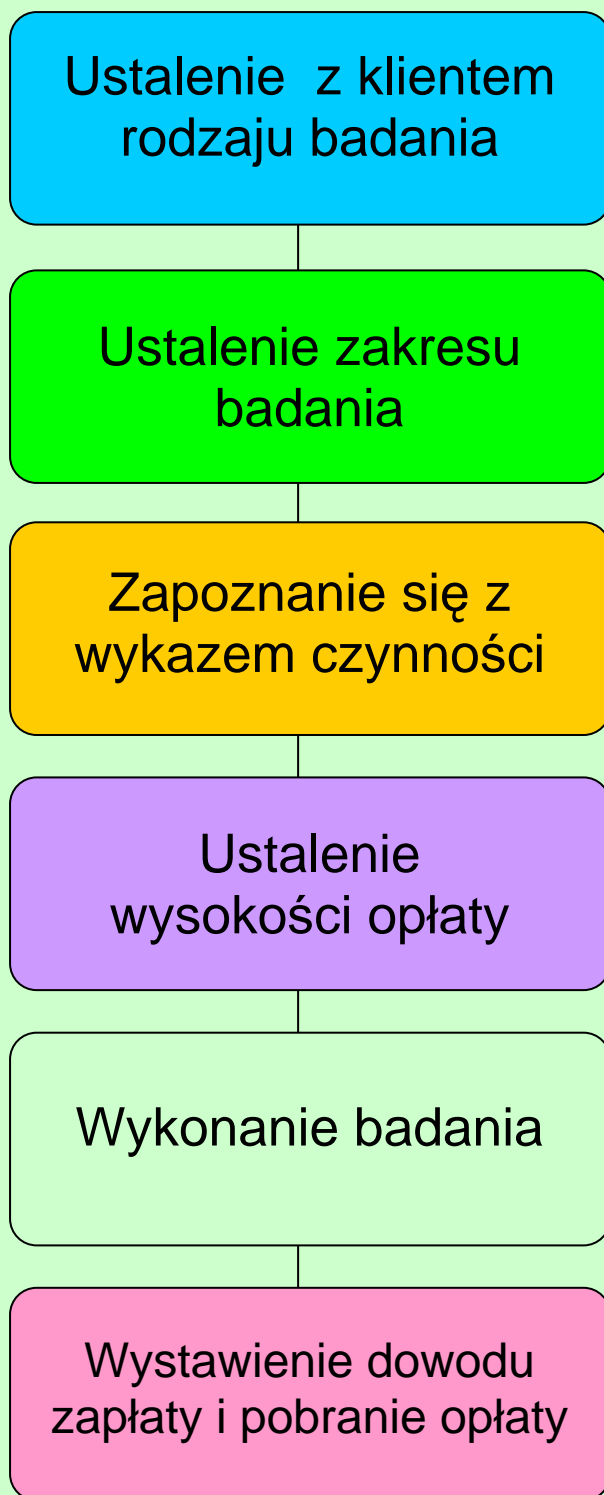 Ustalenie z klientem
rodzaju badania
Ustalenie zakresu
badania
Zapoznanie się z
wykazem czynności
Ustalenie
wysokości opłaty
Wykonanie badania
Wystawienie dowodu
zapłaty i pobranie opłaty